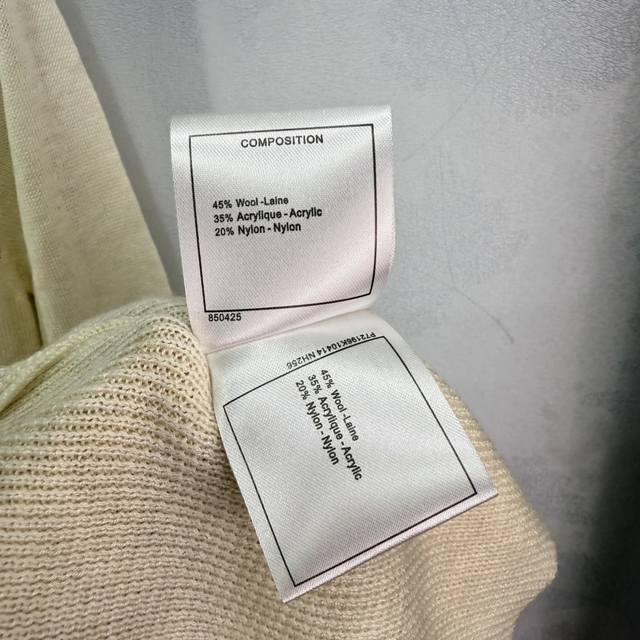 COMPOSITION
45% Wool -Laine
35% Acrylique - Acrylic
20% Nylon - Nylon
850425
P72196K10414 NH256
45% Wool -Laine
35% Acrylique - Acrylic
20% Nylon - Nylon